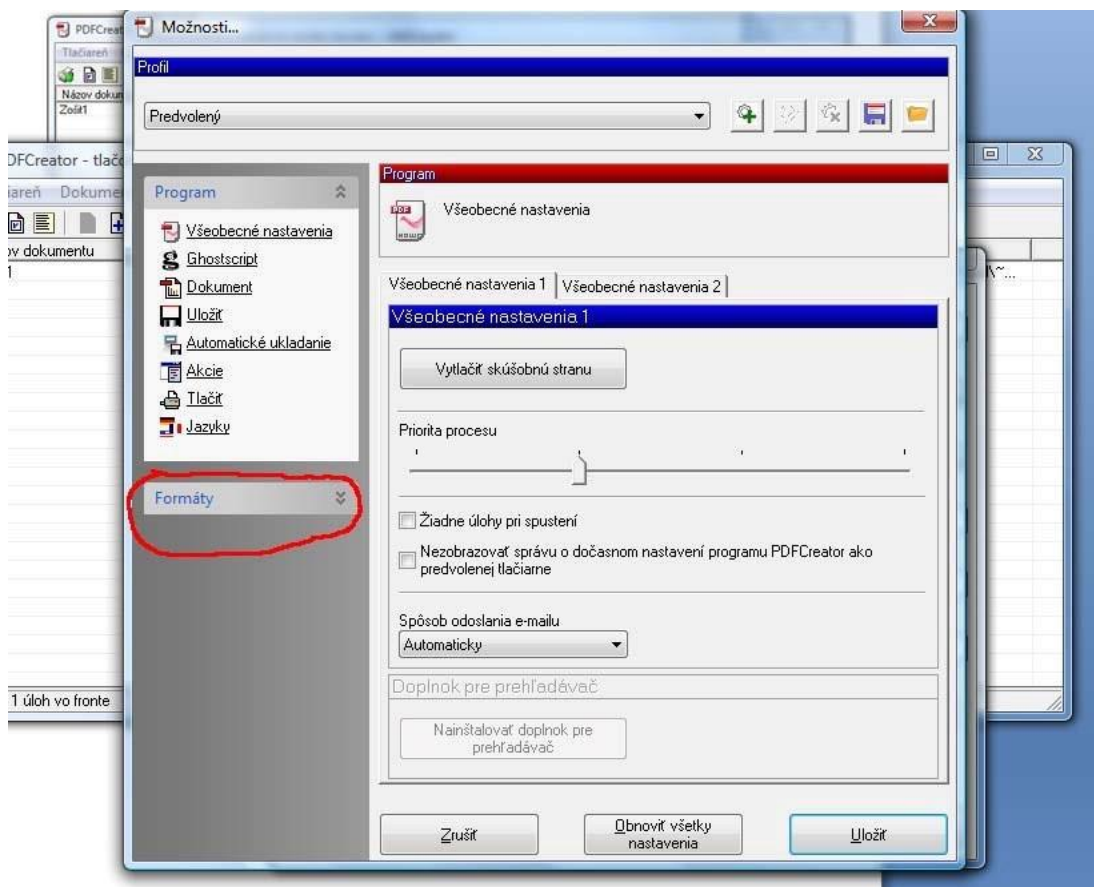 PDFCreat
Tlačiareň
Názov dokum
Zošit1
Možnosti...
Profil
Predvolený
DFCreator - tlačo
iareň Dokume
ov dokumentu
1
\~...
Program
Všeobecné nastavenia
Ghostscript
Dokument
Uložiť
Automatické ukladanie
Akcie
Tlačiť
Jazyky
Formáty
Program
PDF
Všeobecné nastavenia
Všeobecné nastavenia 1 Všeobecné nastavenia 2
Všeobecné nastavenia 1
Vytlačiť skúšobnú stranu
Priorita procesu
Žiadne úlohy pri spustení
Nezobrazovať správu o dočasnom nastavení programu PDFCreator ako
predvolenej tlačiarne
Spôsob odoslania e-mailu
Automaticky
Doplnok pre prehľadávač
Nainštalovať doplnok pre
prehľadávač
1 úloh vo fronte
Zrušiť
Obnoviť všetky
nastavenia
Uložiť